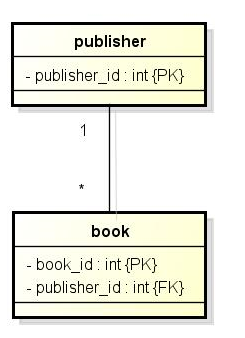 publisher
- publisher_id : int {PK}
1
*
book
- book_id : int {PK}
- publisher_id : int {FK}